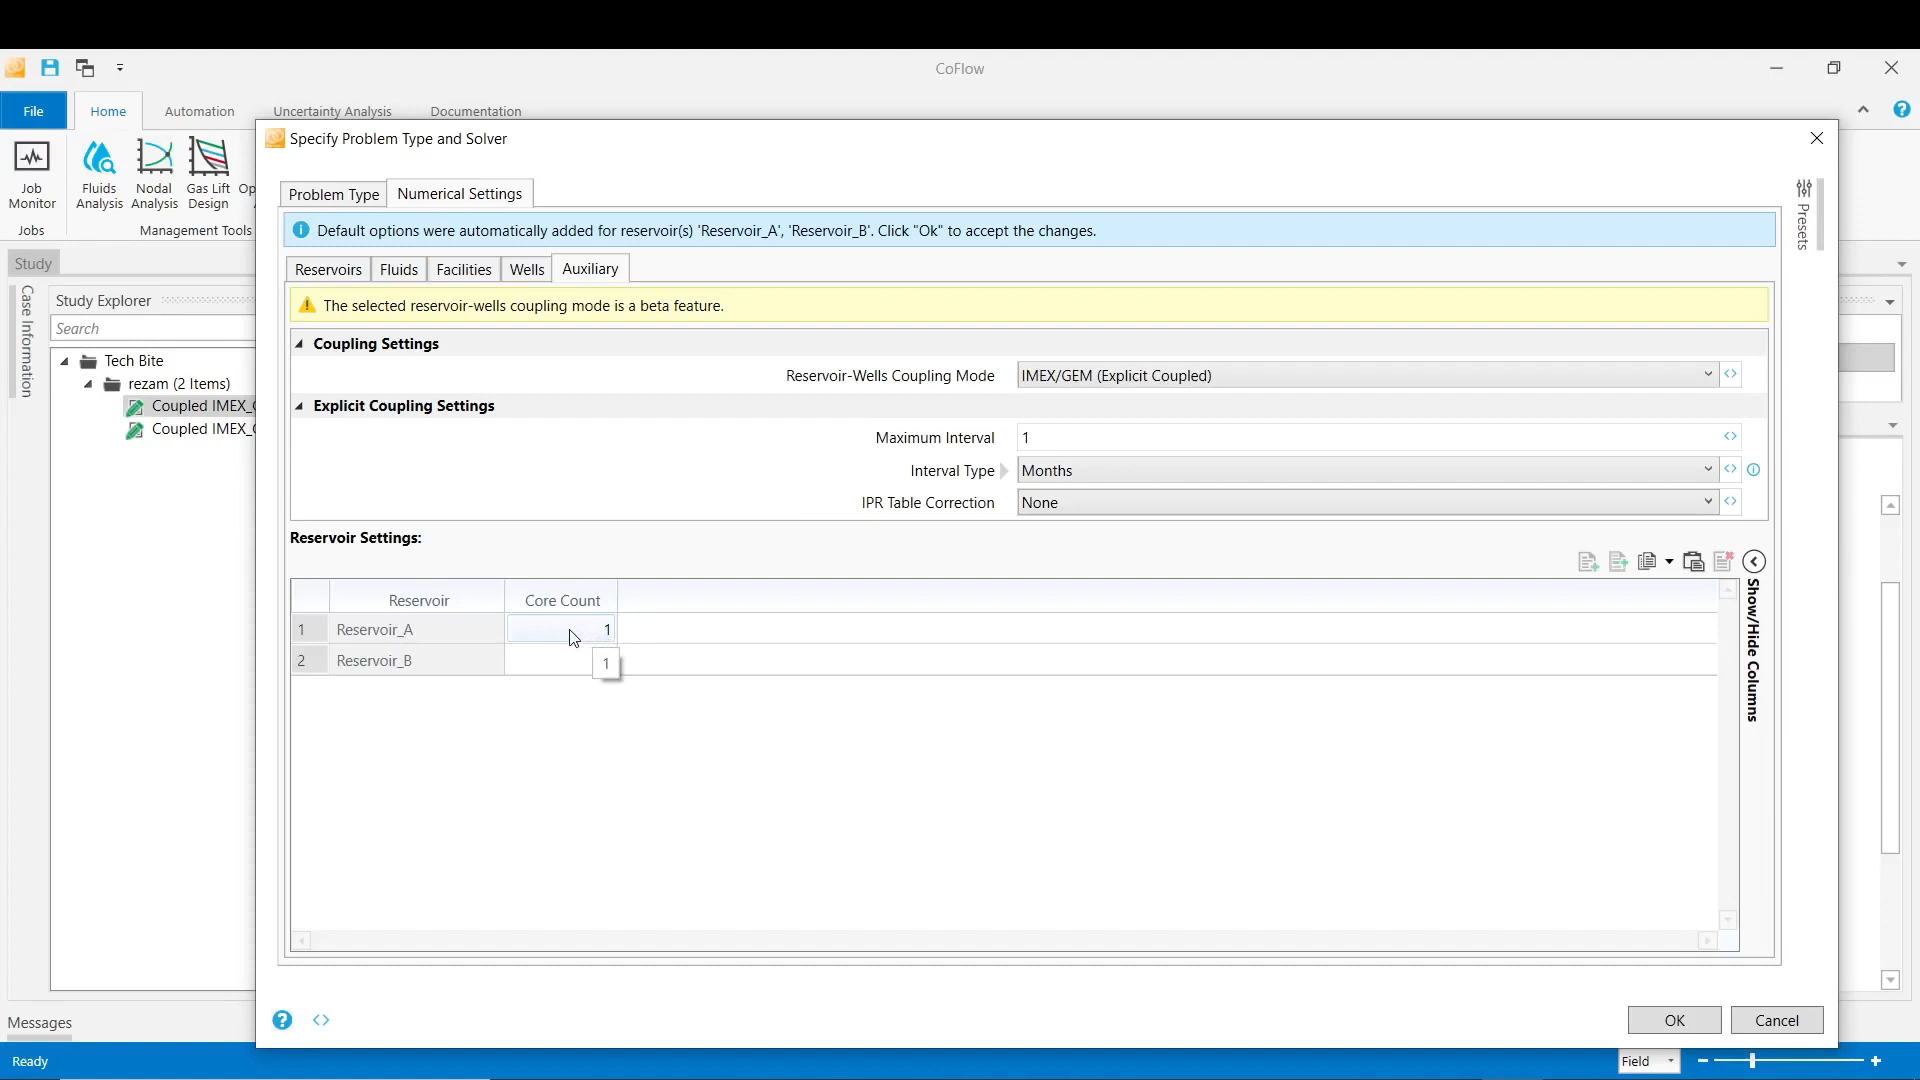 CoFlow
File
Home
Automation
Uncertainty Analysis
Documentation
Job Monitor
Fluids Analysis
Nodal Analysis
Gas Lift Design
Op
Jobs
Management Tools
Specify Problem Type and Solver
Problem Type
Numerical Settings
Presets
Default options were automatically added for reservoir(s) 'Reservoir_A', 'Reservoir_B'. Click "Ok" to accept the changes.
Reservoirs
Fluids
Facilities
Wells
Auxiliary
The selected reservoir-wells coupling mode is a beta feature.
Coupling Settings
Reservoir-Wells Coupling Mode
IMEX/GEM (Explicit Coupled)
Explicit Coupling Settings
Maximum Interval
1
Interval Type
Months
IPR Table Correction
None
Reservoir Settings:
Show/Hide Columns
Reservoir
Core Count
1
Reservoir_A
1
2
Reservoir_B
1
Study
Case Information
Study Explorer
Search
Tech Bite
rezam (2 Items)
Coupled IMEX_
Coupled IMEX_
OK
Cancel
Messages
Ready
Field